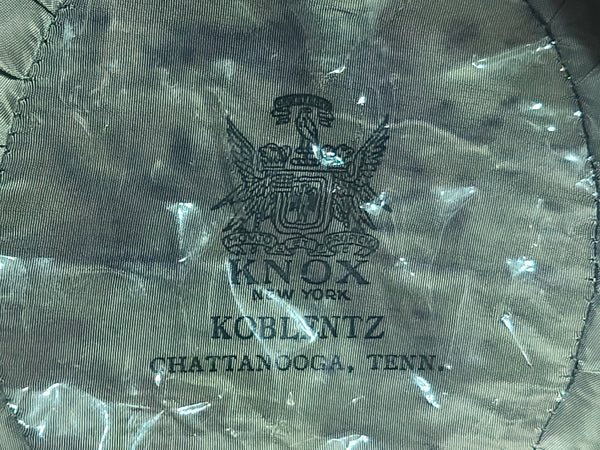 KNOX
NEW YORK
KOBLENTZ
CHATTANOOGA, TENN.